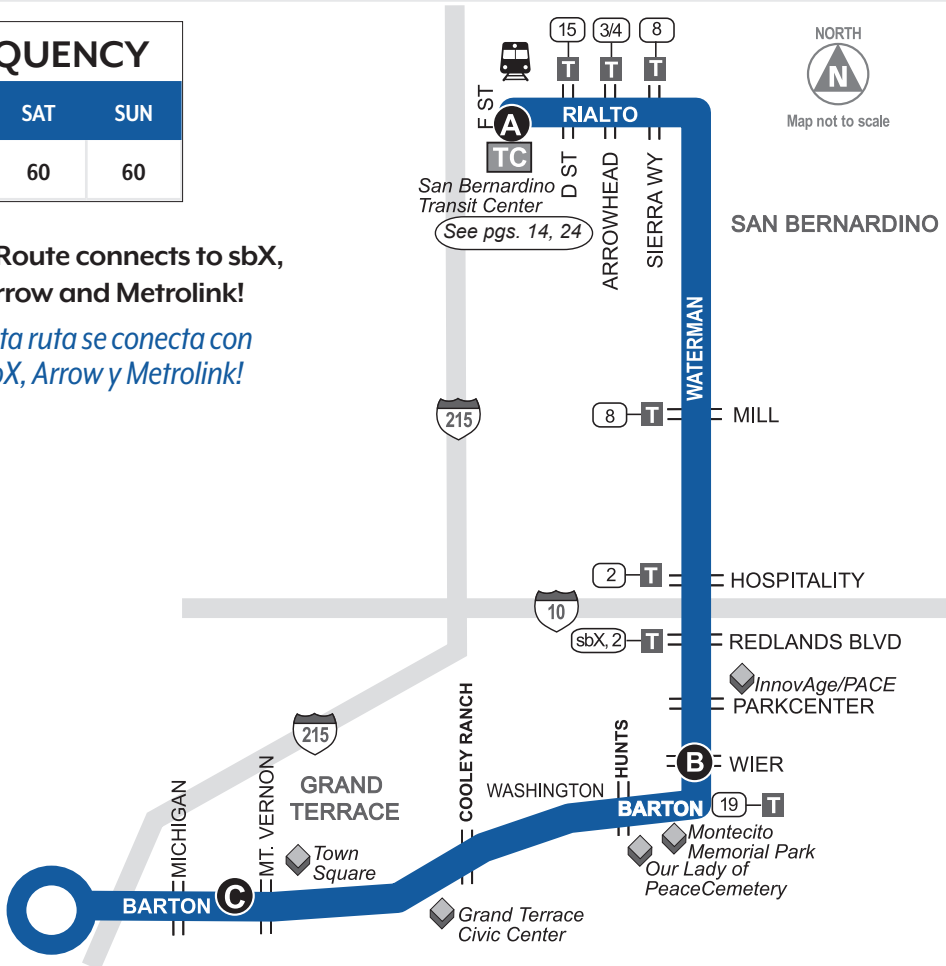 QUENCY
SAT SUN
60 60
Route connects to sbX,
rrow and Metrolink!
ta ruta se conecta con
bX, Arrow y Metrolink!
15
3/4
8
T
T
T
NORTH
N
Map not to scale
F ST
A
TC
RIALTO
San Bernardino
Transit Center
See pgs. 14, 24
D ST
ARROWHEAD
SIERRA WY
SAN BERNARDINO
WATERMAN
215
8 T MILL
2 T HOSPITALITY
10
sbX, 2 T REDLANDS BLVD
InnovAge/PACE
PARKCENTER
B WIER
215
GRAND
TERRACE
COOLEY RANCH
WASHINGTON
HUNTS
BARTON
19 T
Montecito
Memorial Park
Our Lady of
PeaceCemetery
MICHIGAN
MT. VERNON
Town
Square
BARTON
C
Grand Terrace
Civic Center